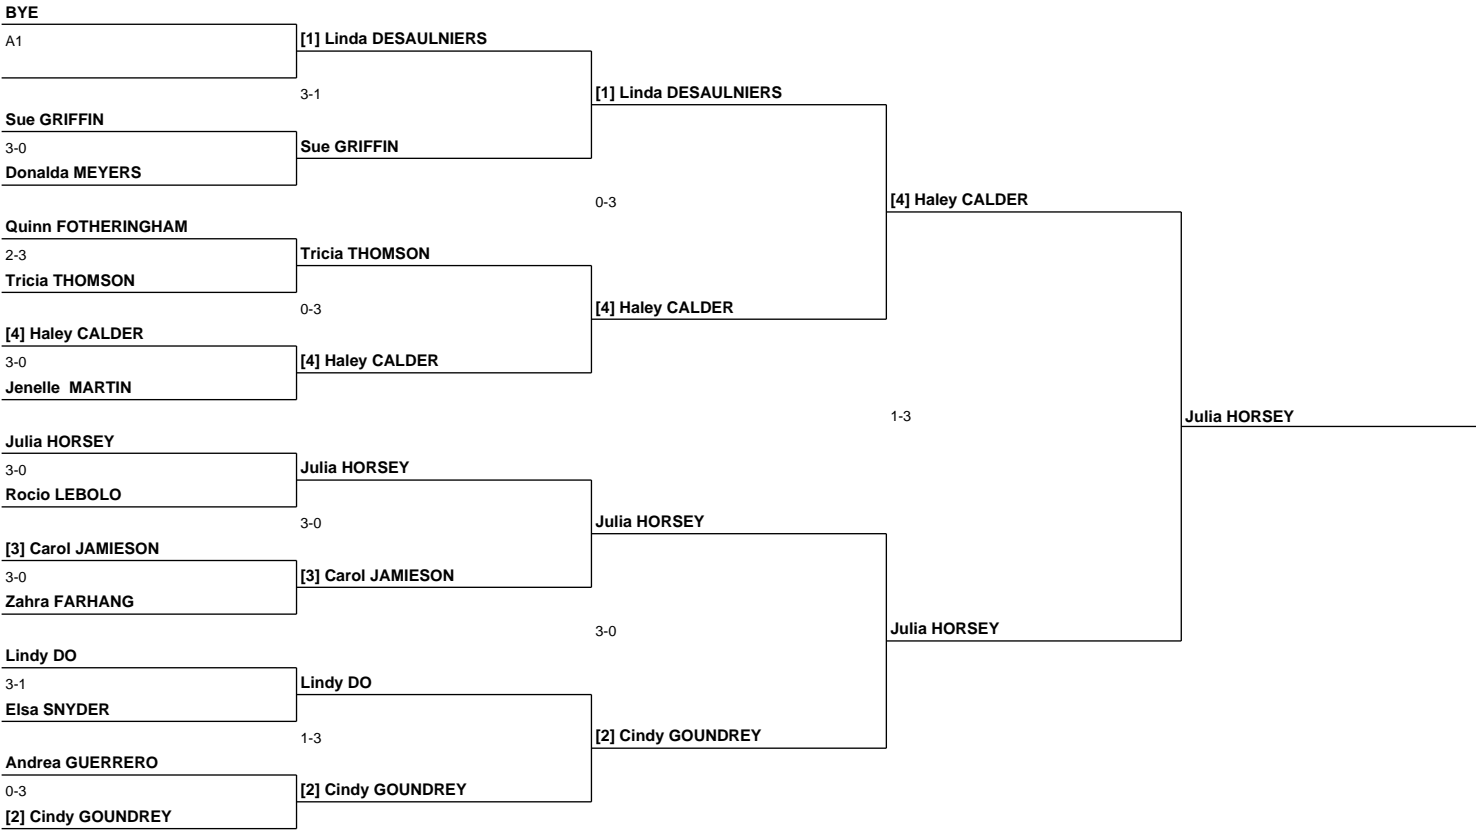 BYE
A1
[1] Linda DESAULNIERS
3-1
[1] Linda DESAULNIERS
Sue GRIFFIN
3-0
Sue GRIFFIN
Donalda MEYERS
0-3
[4] Haley CALDER
Quinn FOTHERINGHAM
2-3
Tricia THOMSON
Tricia THOMSON
0-3
[4] Haley CALDER
[4] Haley CALDER
3-0
[4] Haley CALDER
Jenelle  MARTIN
1-3
Julia HORSEY
Julia HORSEY
3-0
Julia HORSEY
Rocio LEBOLO
3-0
Julia HORSEY
[3] Carol JAMIESON
3-0
[3] Carol JAMIESON
Zahra FARHANG
3-0
Julia HORSEY
Lindy DO
3-1
Lindy DO
Elsa SNYDER
1-3
[2] Cindy GOUNDREY
Andrea GUERRERO
0-3
[2] Cindy GOUNDREY
[2] Cindy GOUNDREY